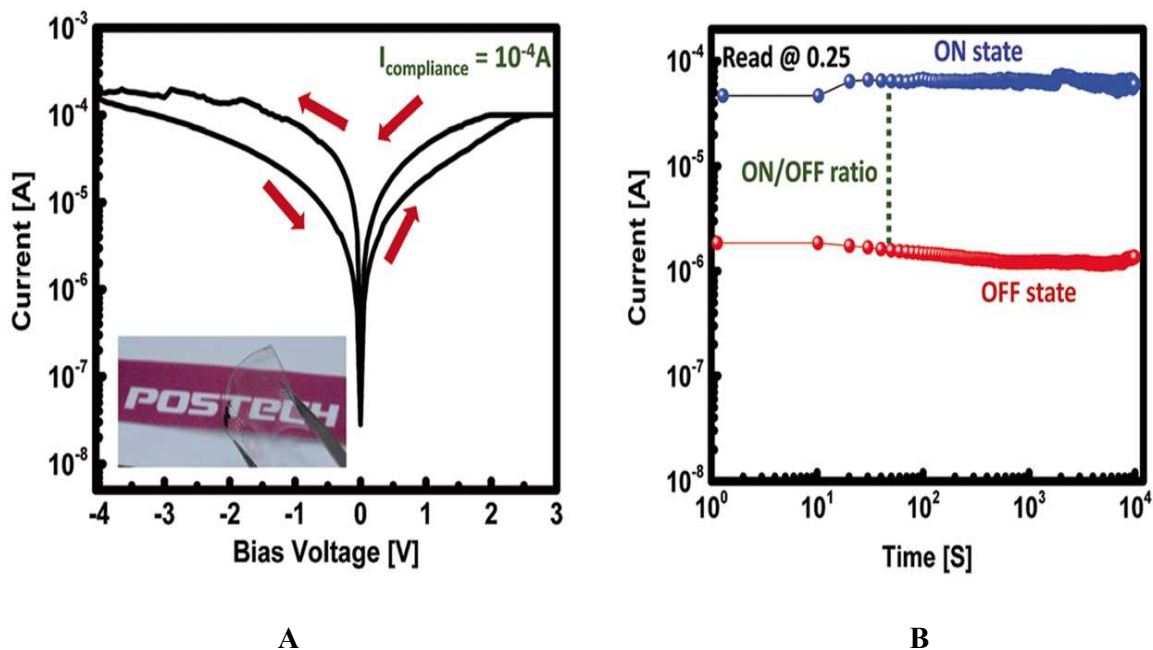 I_compliance = 10⁻⁴A
10⁻³
10⁻⁴
10⁻⁵
10⁻⁶
10⁻⁷
10⁻⁸
Current [A]
POSTECH
-4 -3 -2 -1 0 1 2 3
Bias Voltage [V]
A
Read @ 0.25
ON state
ON/OFF ratio
OFF state
10⁻⁴
10⁻⁵
10⁻⁶
10⁻⁷
10⁻⁸
Current [A]
10⁰ 10¹ 10² 10³ 10⁴
Time [S]
B